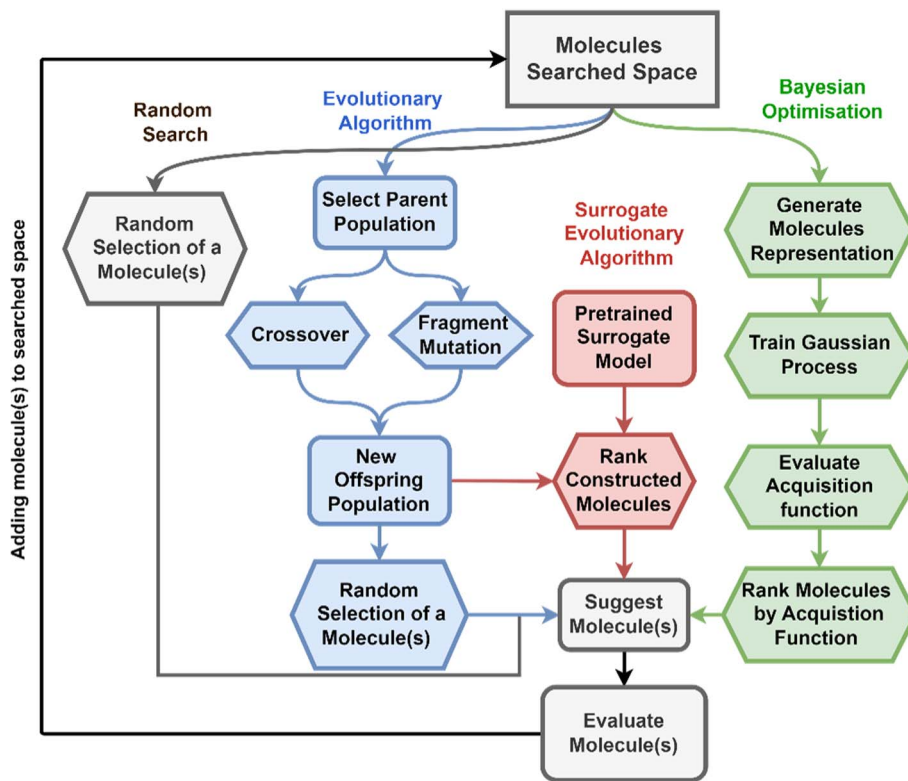 Molecules
Searched Space
Random
Search
Evolutionary
Algorithm
Bayesian
Optimisation
Random
Selection of a
Molecule(s)
Select Parent
Population
Surrogate
Evolutionary
Algorithm
Generate
Molecules
Representation
Crossover
Fragment
Mutation
Pretrained
Surrogate
Model
Train Gaussian
Process
New
Offspring
Population
Rank
Constructed
Molecules
Evaluate
Acquisition
function
Random
Selection of a
Molecule(s)
Suggest
Molecule(s)
Rank Molecules
by Acquistion
Function
Evaluate
Molecule(s)
Adding molecule(s) to searched space